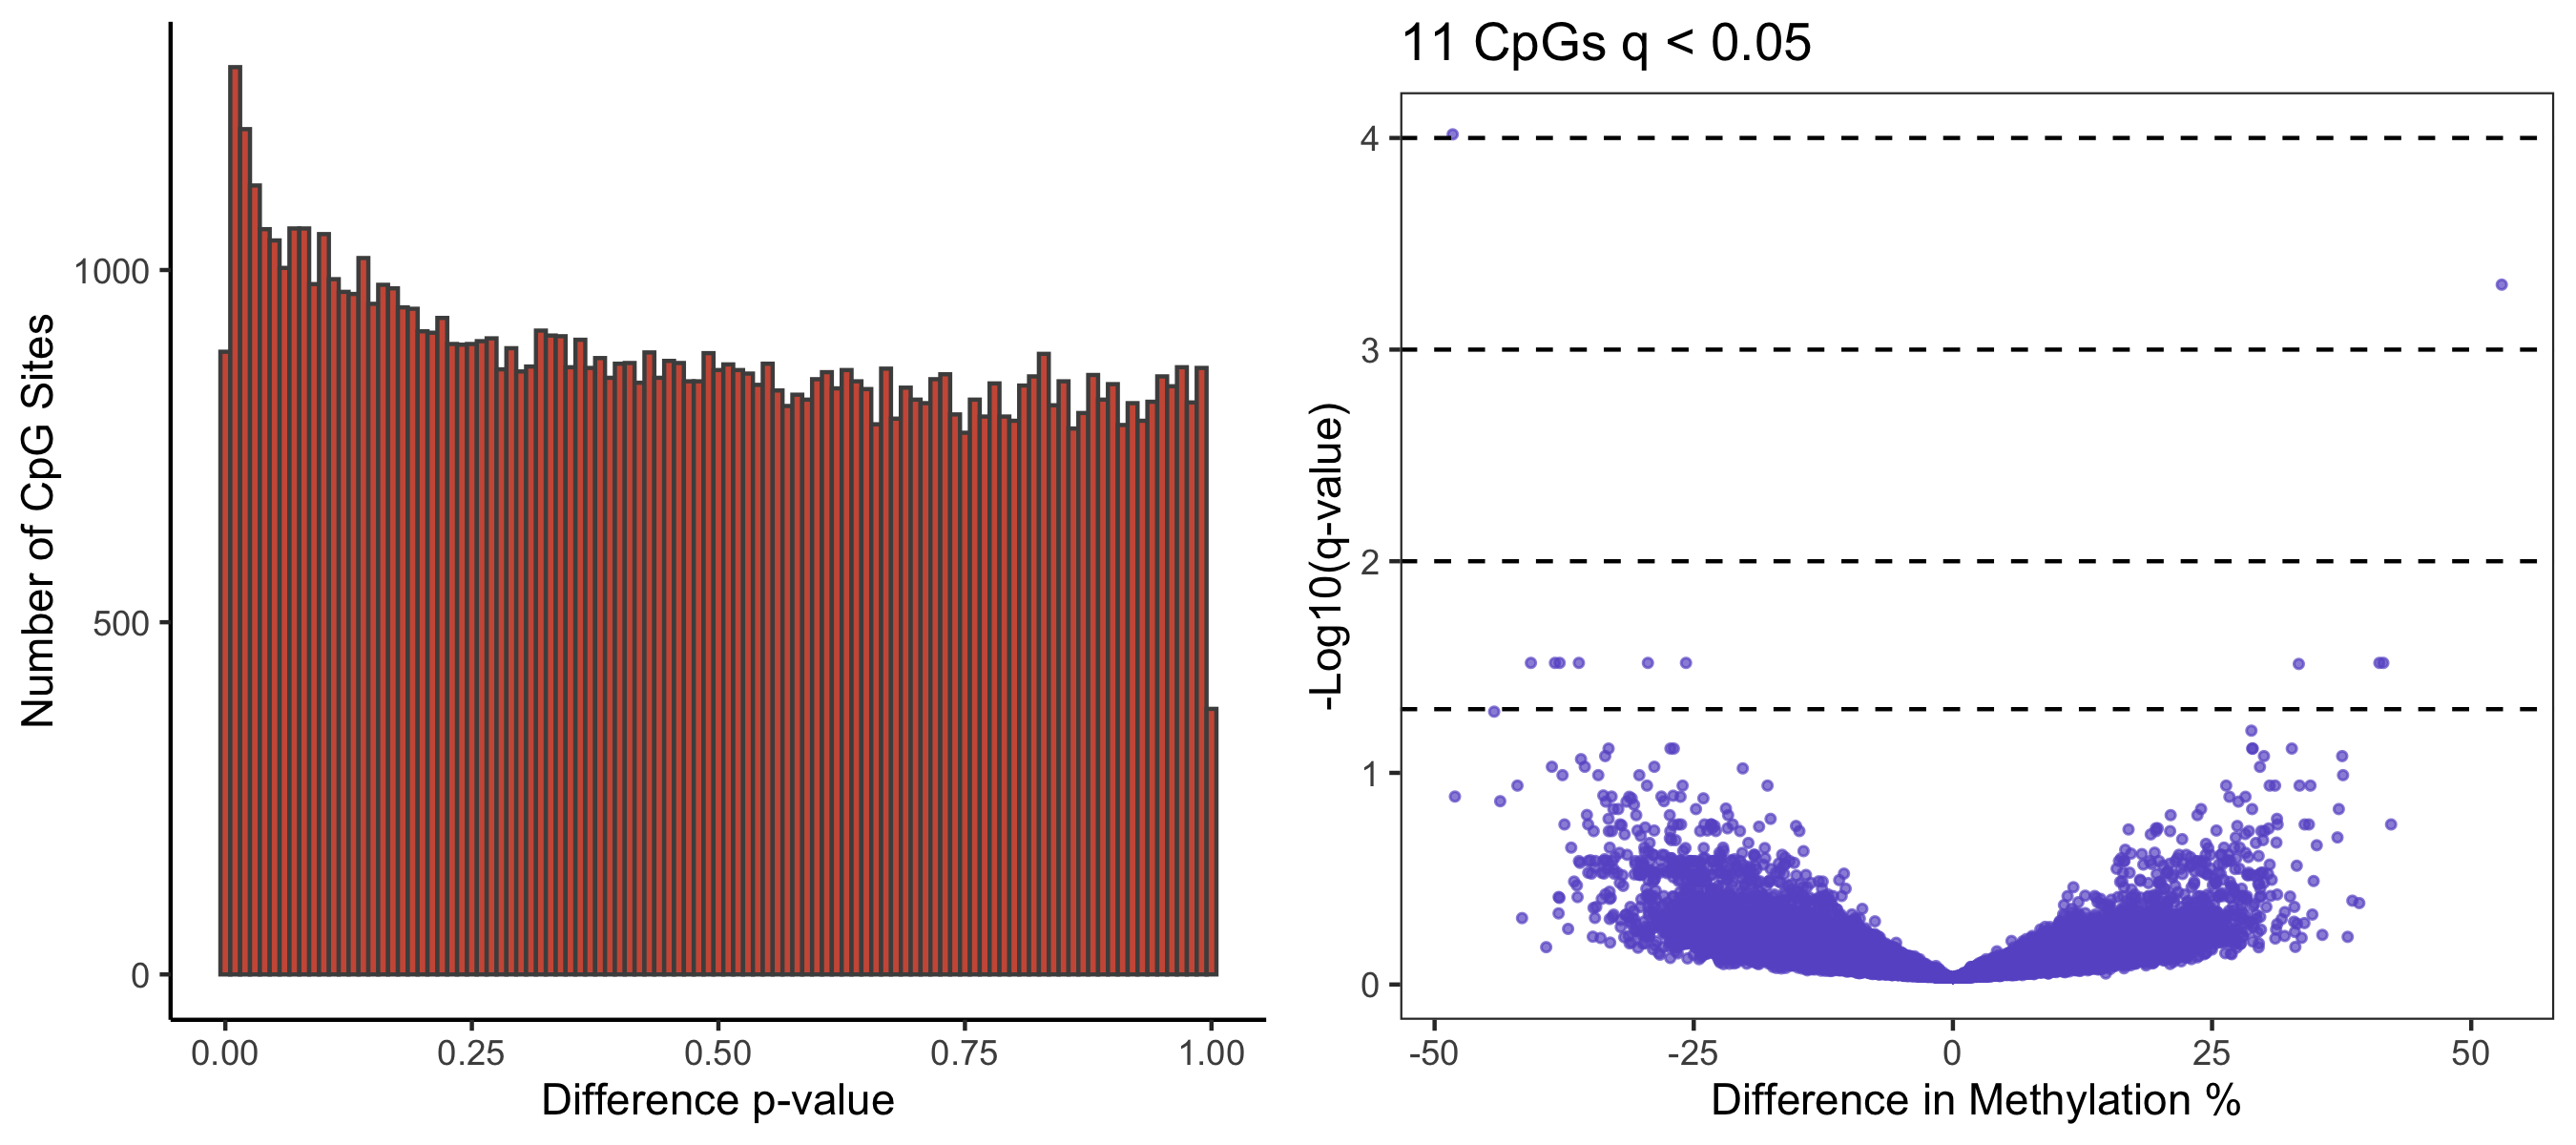 Number of CpG Sites
1000
500
0
0.00 0.25 0.50 0.75 1.00
Difference p-value
11 CpGs q < 0.05
-Log10(q-value)
4
3
2
1
0
-50 -25 0 25 50
Difference in Methylation %